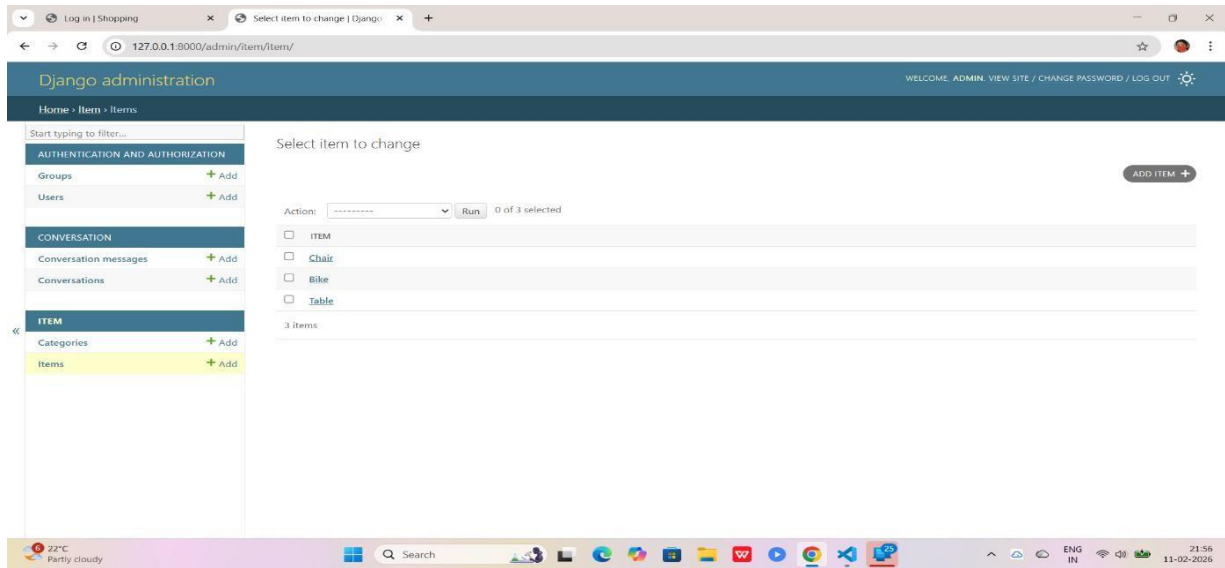 Log in | Shopping
Select item to change | Django
127.0.0.1:8000/admin/item/item/
Django administration
WELCOME, ADMIN. VIEW SITE / CHANGE PASSWORD / LOG OUT
Home › Item › Items
Start typing to filter...
AUTHENTICATION AND AUTHORIZATION
Groups + Add
Users + Add
CONVERSATION
Conversation messages + Add
Conversations + Add
ITEM
Categories + Add
Items + Add
«
Select item to change
ADD ITEM +
Action: --------- Run 0 of 3 selected
ITEM
Chair
Bike
Table
3 items
6
22°C
Partly cloudy
Search
W
25
ENG
IN
21:56
11-02-2026